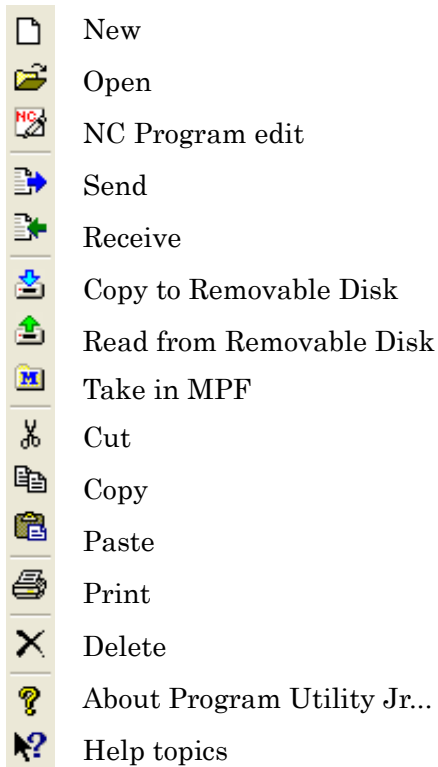 New
Open
NC Program edit
Send
Receive
Copy to Removable Disk
Read from Removable Disk
M Take in MPF
Cut
Copy
Paste
Print
Delete
? About Program Utility Jr...
? Help topics